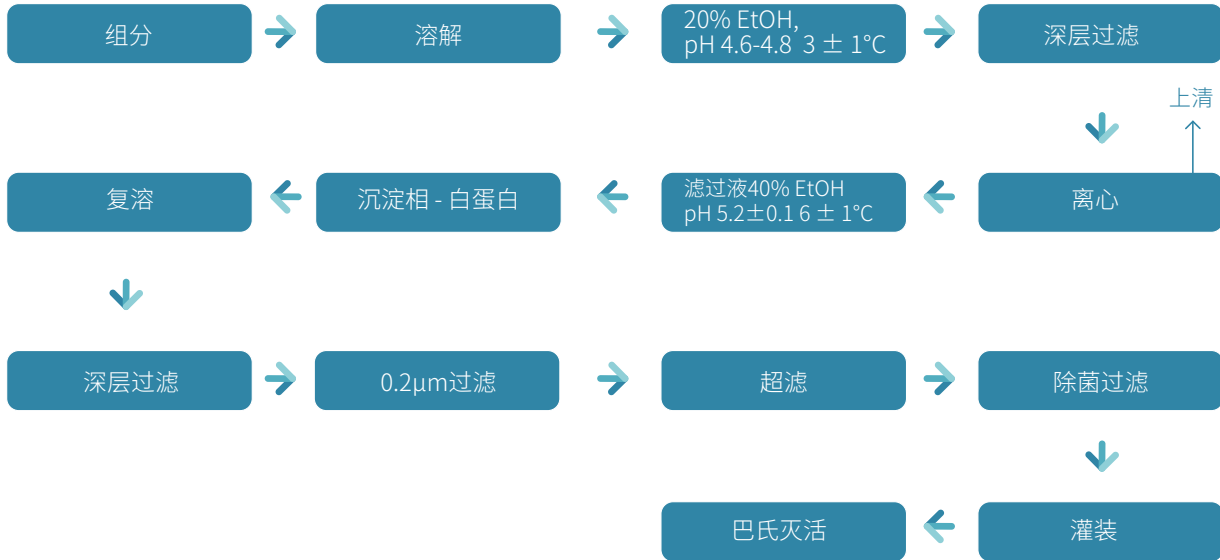 组分
溶解
20% EtOH,
pH 4.6-4.8 3 ± 1°C
深层过滤
上清
离心
滤过液40% EtOH
pH 5.2±0.1 6 ± 1°C
沉淀相 - 白蛋白
复溶
深层过滤
0.2μm过滤
超滤
除菌过滤
灌装
巴氏灭活